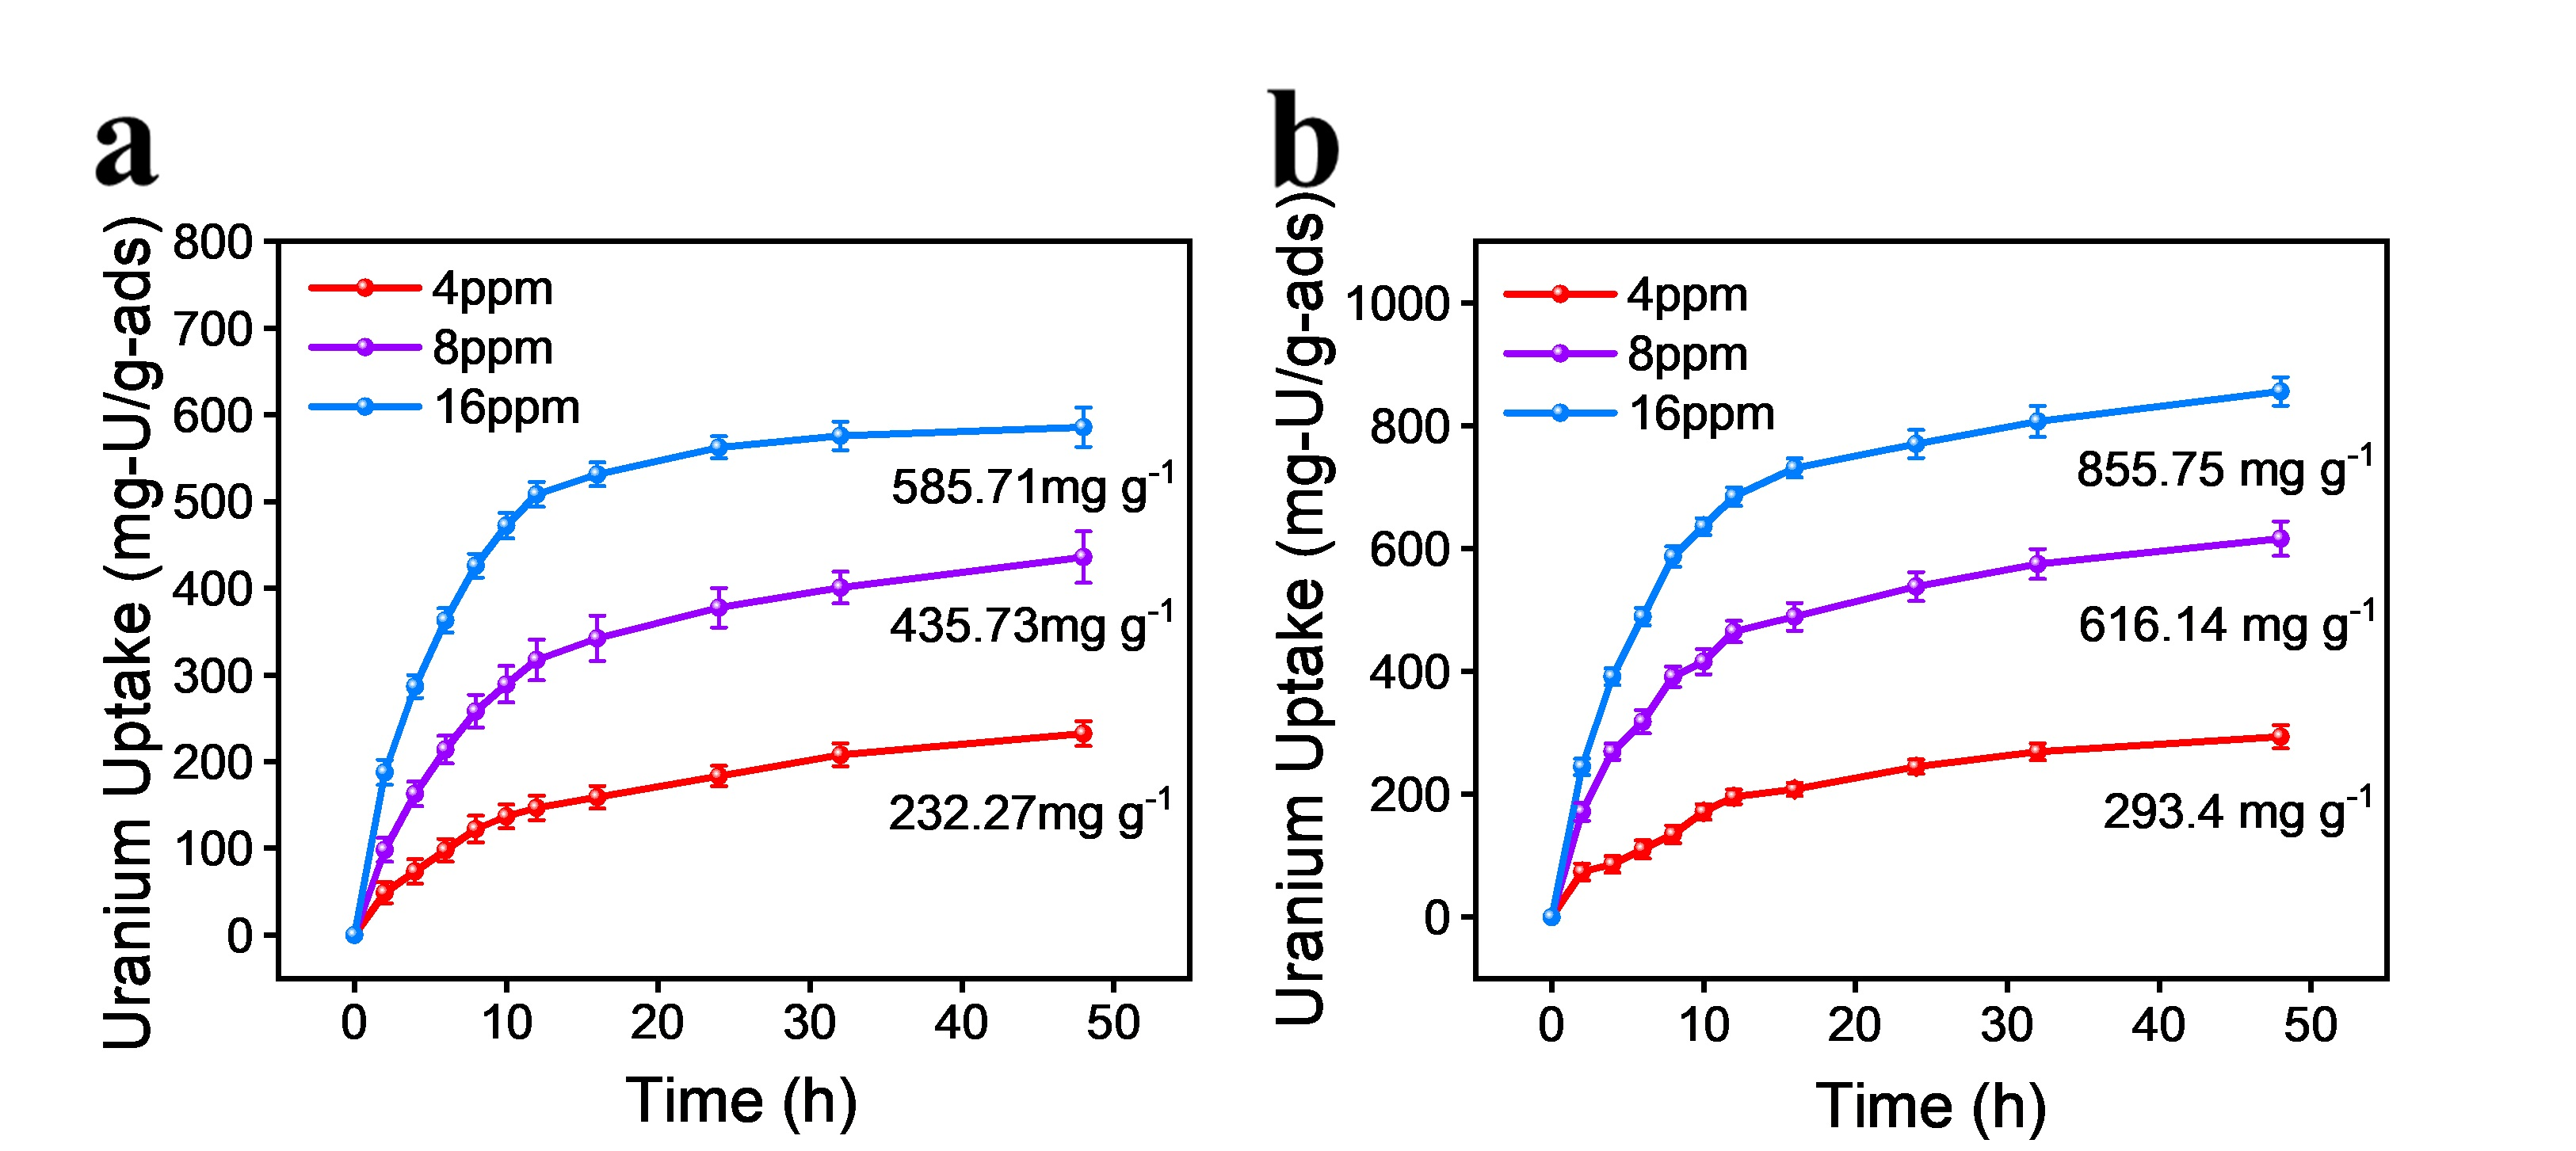 a
Uranium Uptake (mg-U/g-ads)
800
700
600
500
400
300
200
100
0
4ppm
8ppm
16ppm
585.71mg g⁻¹
435.73mg g⁻¹
232.27mg g⁻¹
0 10 20 30 40 50
Time (h)
b
Uranium Uptake (mg-U/g-ads)
1000
800
600
400
200
0
4ppm
8ppm
16ppm
855.75 mg g⁻¹
616.14 mg g⁻¹
293.4 mg g⁻¹
0 10 20 30 40 50
Time (h)